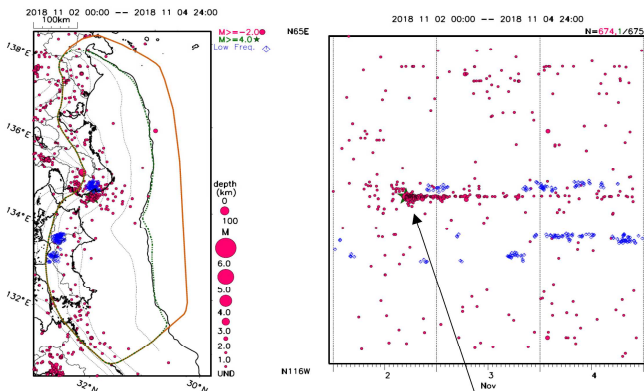 2018 11 02 00:00 -- 2018 11 04 24:00
100km
M>=-2.0
M>=4.0
Low Freq.
138°E
136°E
134°E
132°E
32°N
30°N
depth
(km)
0
100
M
6.0
5.0
4.0
3.0
2.0
1.0
UND
2018 11 02 00:00 -- 2018 11 04 24:00
N65E
N=674,1/675
N116W
2
3
4
Nov